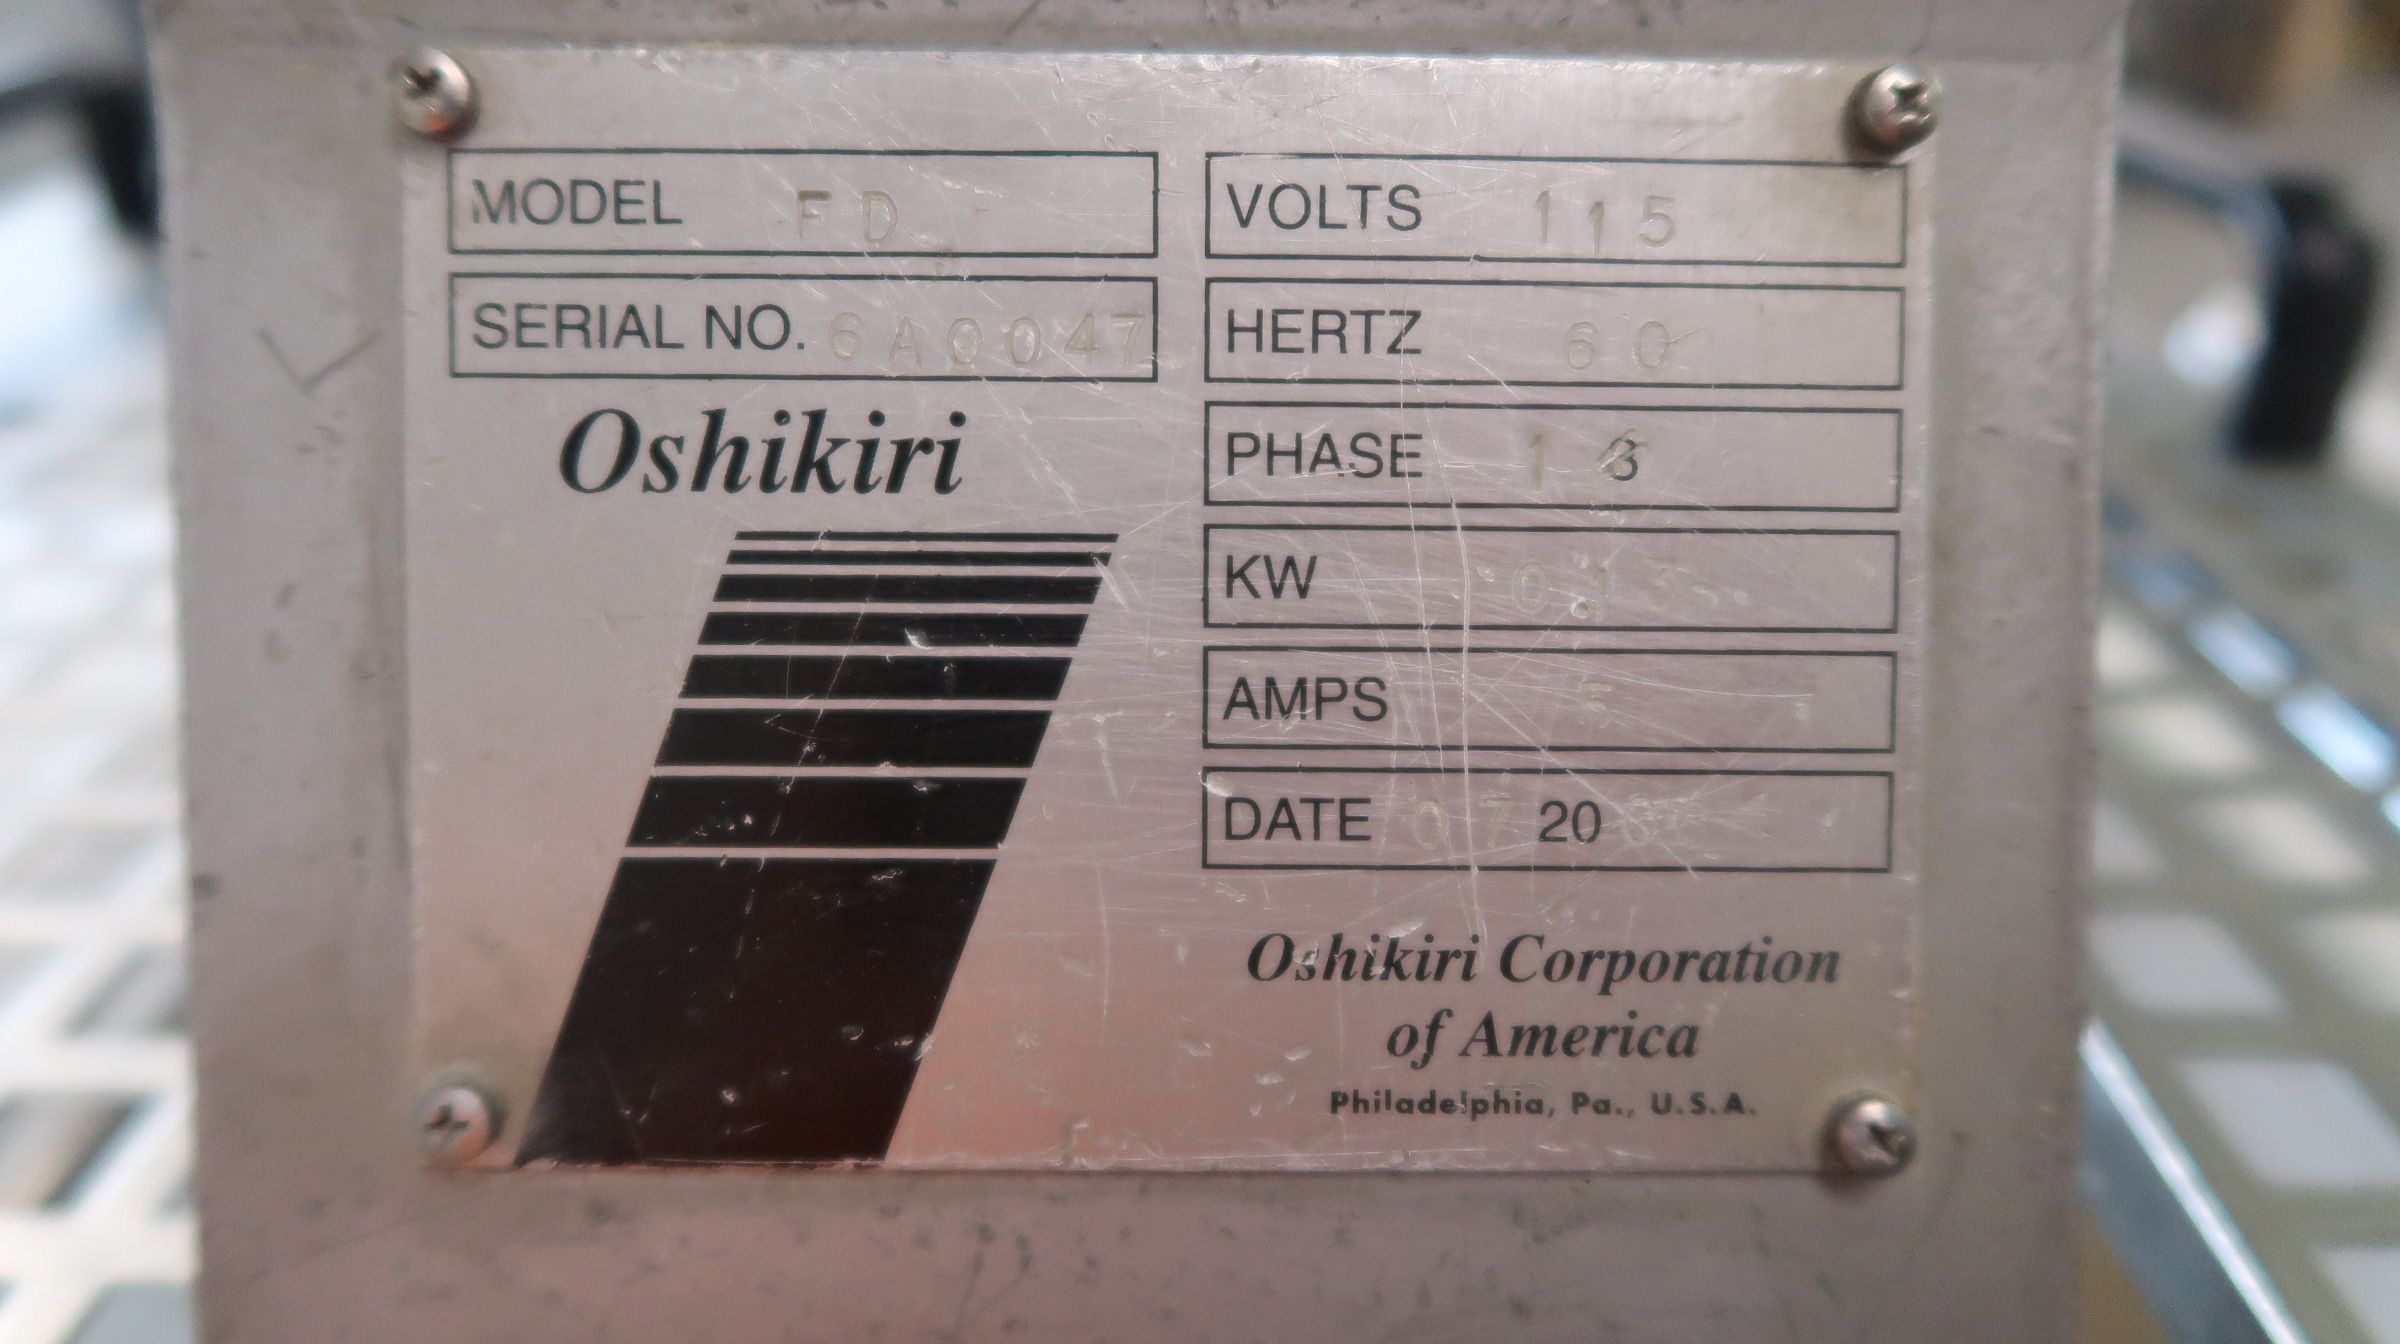 MODEL FD
SERIAL NO. 6A0047
Oshikiri
VOLTS 115
HERTZ 60
PHASE 1
KW
AMPS
DATE 07 20
Oshikiri Corporation
of America
Philadelphia, Pa., U.S.A.